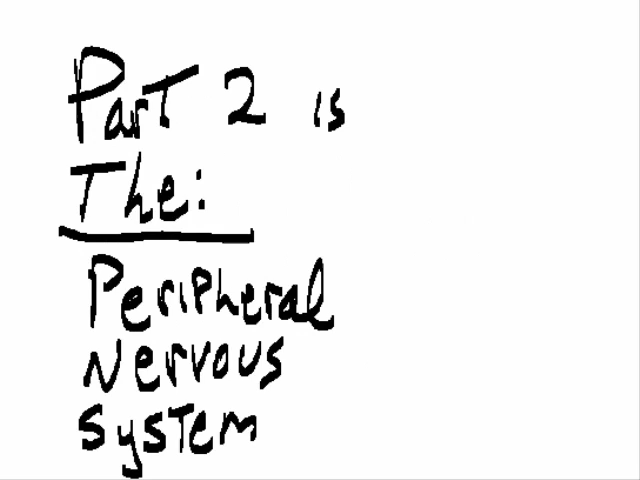 Part 2 is
The:
Peripheral
Nervous
System